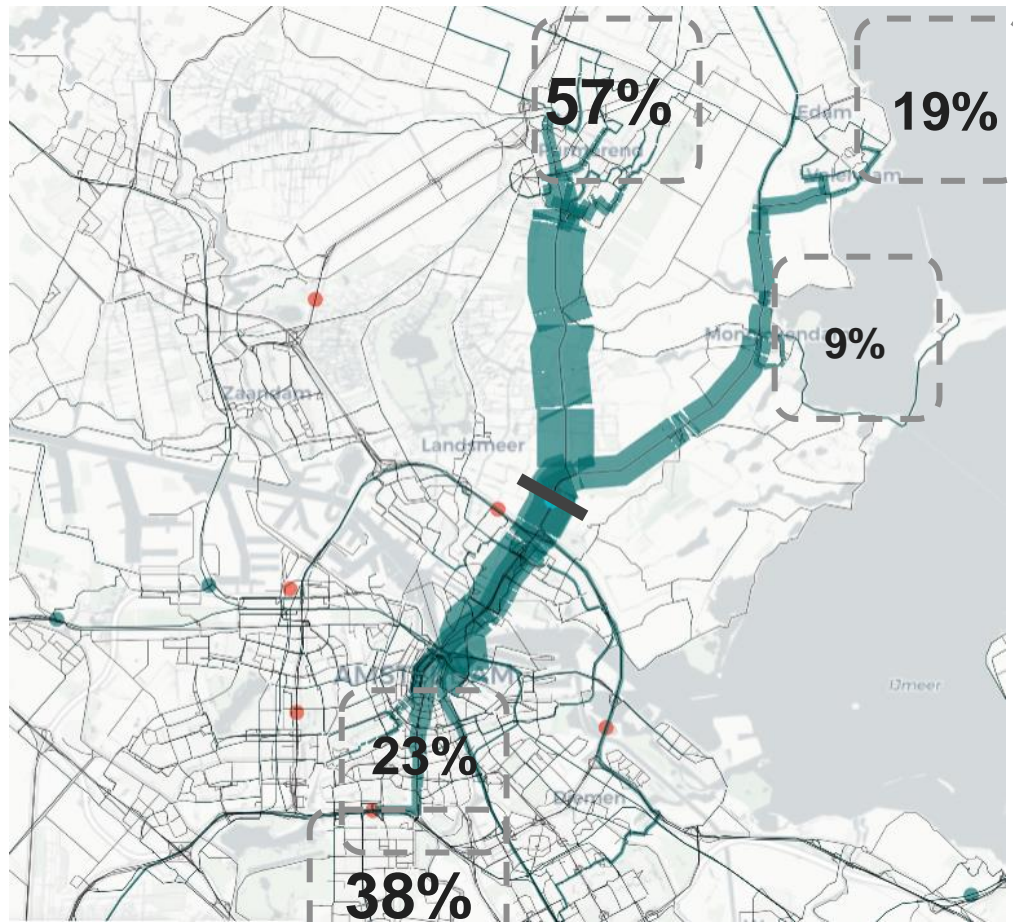 57%
19%
Edam
Purmerend
Volendam
Monnickendam
9%
Zaandam
Landsmeer
AMSTERDAM
IJmeer
23%
Diemen
38%